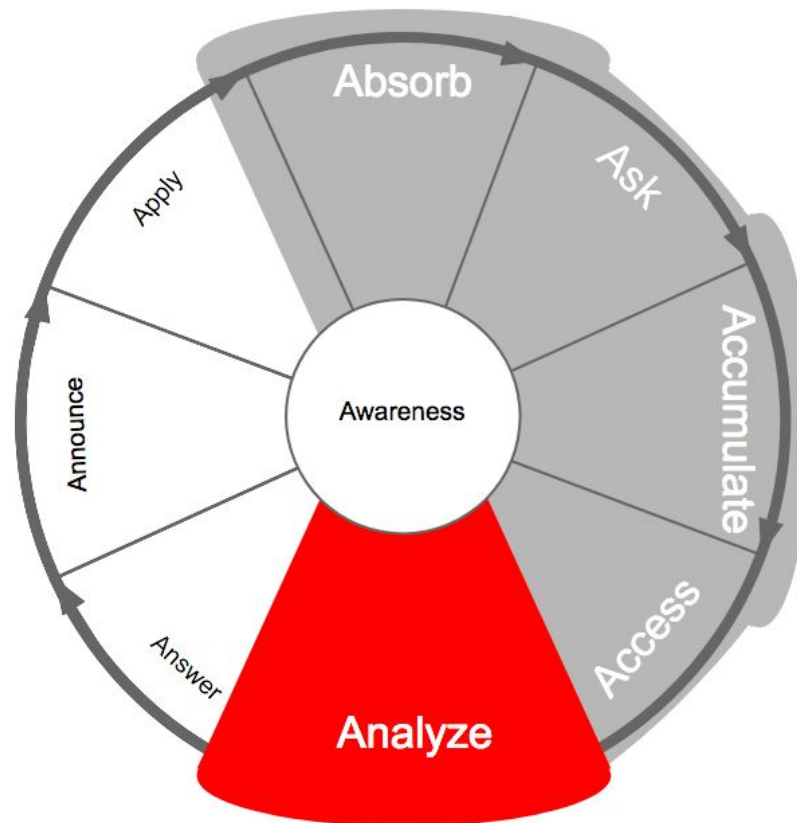 Absorb
Ask
Accumulate
Access
Analyze
Answer
Announce
Apply
Awareness